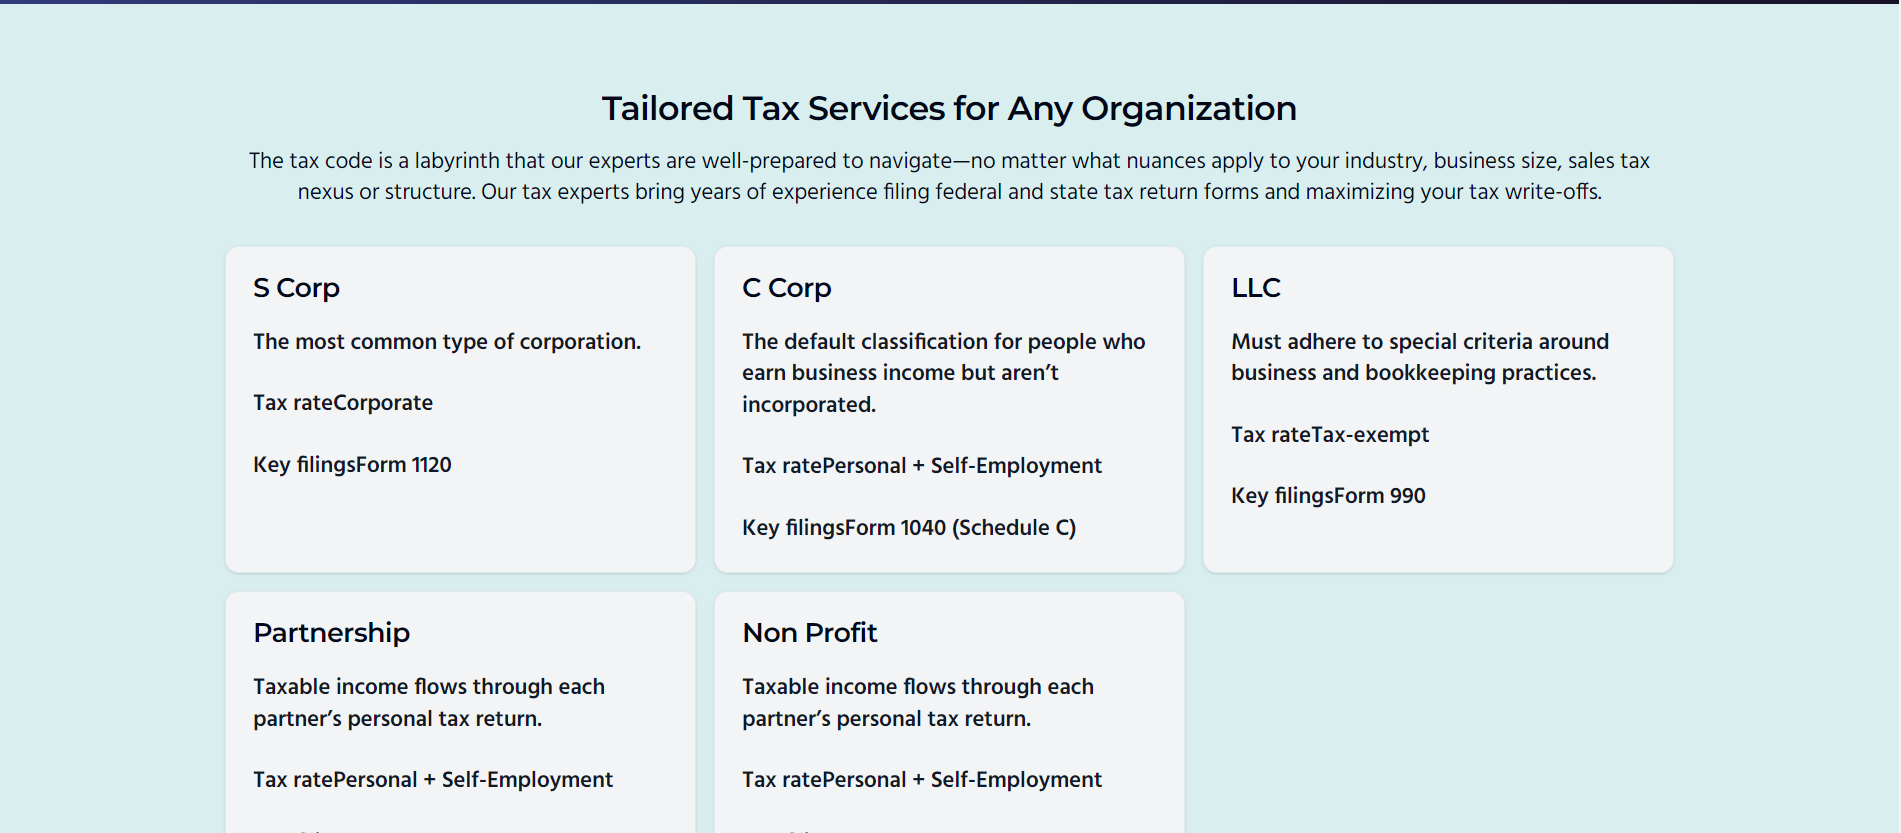 Tailored Tax Services for Any Organization
The tax code is a labyrinth that our experts are well-prepared to navigate—no matter what nuances apply to your industry, business size, sales tax
nexus or structure. Our tax experts bring years of experience filing federal and state tax return forms and maximizing your tax write-offs.
S Corp
The most common type of corporation.
Tax rateCorporate
Key filingsForm 1120
C Corp
The default classification for people who
earn business income but aren’t
incorporated.
Tax ratePersonal + Self-Employment
Key filingsForm 1040 (Schedule C)
LLC
Must adhere to special criteria around
business and bookkeeping practices.
Tax rateTax-exempt
Key filingsForm 990
Partnership
Taxable income flows through each
partner’s personal tax return.
Tax ratePersonal + Self-Employment
Non Profit
Taxable income flows through each
partner’s personal tax return.
Tax ratePersonal + Self-Employment